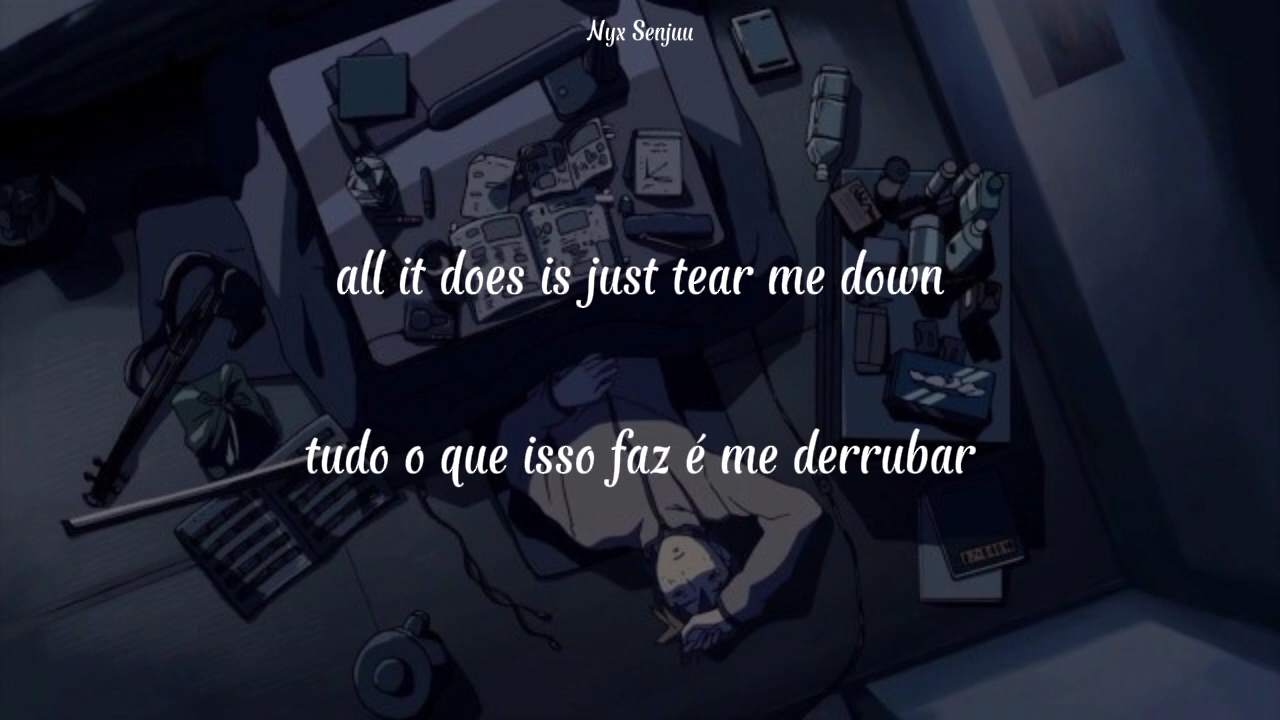 Nyx Senjuu
all it does is just tear me down
tudo o que isso faz é me derrubar